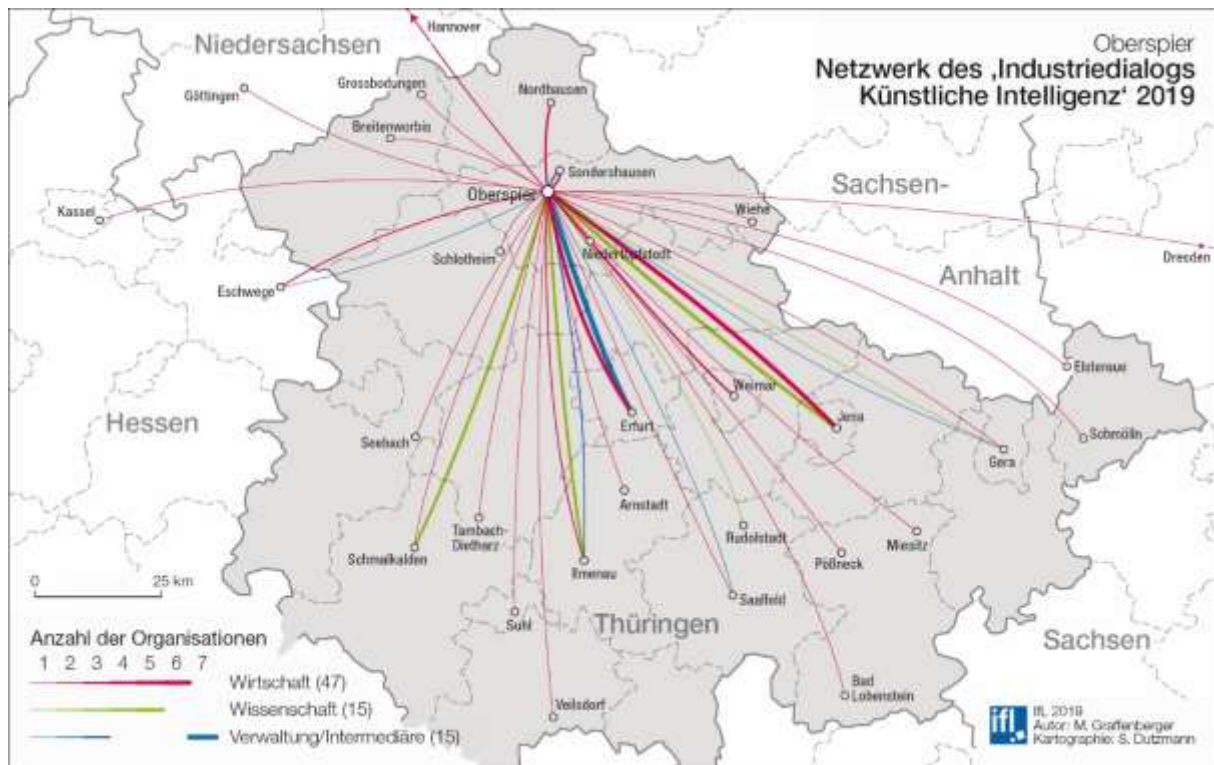 Oberspier
Netzwerk des ‚Industriedialogs
Künstliche Intelligenz‘ 2019
Niedersachsen
Hannover
Göttingen
Grossbodungen
Nordhausen
Breitenworbis
Sondershausen
Oberspier
Kassel
Wiehe
Sachsen-
Anhalt
Dresden
Schlotheim
Niedertopfstedt
Eschwege
Hessen
Elsteraue
Weimar
Jena
Seebach
Erfurt
Gera
Schmölln
Arnstadt
Tambach-
Dietharz
Schmalkalden
Ilmenau
Rudolstadt
Pößneck
Miesitz
Saalfeld
Suhl
Thüringen
Sachsen
Veilsdorf
Bad
Lobenstein
0 25 km
Anzahl der Organisationen
1 2 3 4 5 6 7
Wirtschaft (47)
Wissenschaft (15)
Verwaltung/Intermediäre (15)
ifl
IfL 2019
Autor: M. Graffenberger
Kartographie: S. Dutzmann